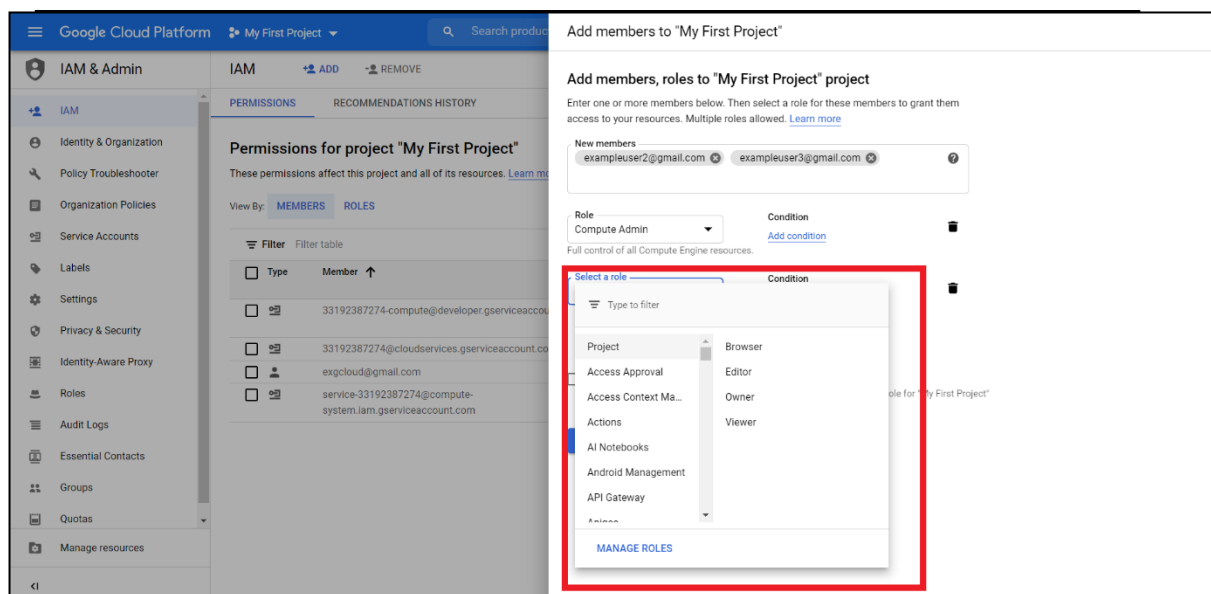 Google Cloud Platform
My First Project
Search produc
Add members to "My First Project"
IAM & Admin
IAM
Identity & Organization
Policy Troubleshooter
Organization Policies
Service Accounts
Labels
Settings
Privacy & Security
Identity-Aware Proxy
Roles
Audit Logs
Essential Contacts
Groups
Quotas
Manage resources
IAM
ADD
REMOVE
PERMISSIONS
RECOMMENDATIONS HISTORY
Permissions for project "My First Project"
These permissions affect this project and all of its resources. Learn mo
View By: MEMBERS ROLES
Filter Filter table
Type Member
33192387274-compute@developer.gserviceaccou
33192387274@cloudservices.gserviceaccount.co
exgcloud@gmail.com
service-33192387274@compute-
system.iam.gserviceaccount.com
Add members, roles to "My First Project" project
Enter one or more members below. Then select a role for these members to grant them
access to your resources. Multiple roles allowed. Learn more
New members
exampleuser2@gmail.com exampleuser3@gmail.com
Role
Compute Admin
Condition
Add condition
Full control of all Compute Engine resources.
Select a role
Condition
Type to filter
Project
Access Approval
Access Context Ma...
Actions
AI Notebooks
Android Management
API Gateway
Browser
Editor
Owner
Viewer
MANAGE ROLES
ole for "My First Project"